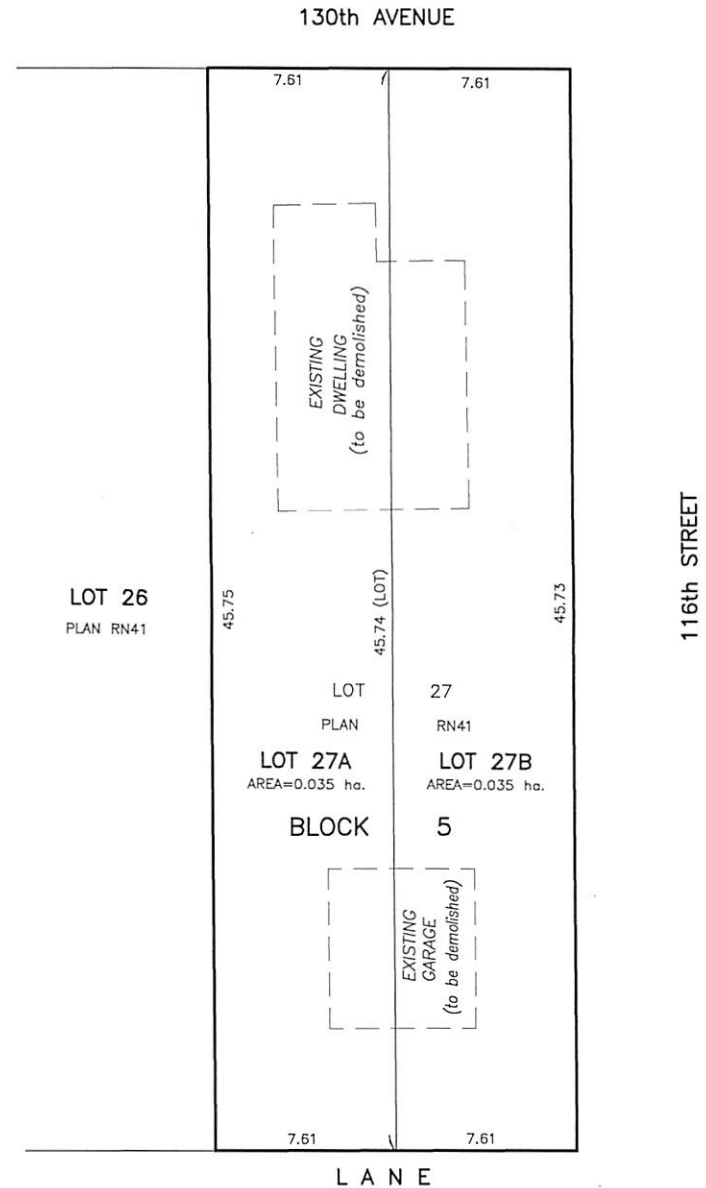 130th AVENUE
7.61
7.61
EXISTING
DWELLING
(to be demolished)
116th STREET
LOT 26
PLAN RN41
45.75
45.74 (LOT)
45.73
LOT 27
PLAN RN41
LOT 27A
AREA=0.035 ha.
LOT 27B
AREA=0.035 ha.
BLOCK 5
EXISTING
GARAGE
(to be demolished)
7.61
7.61
LANE